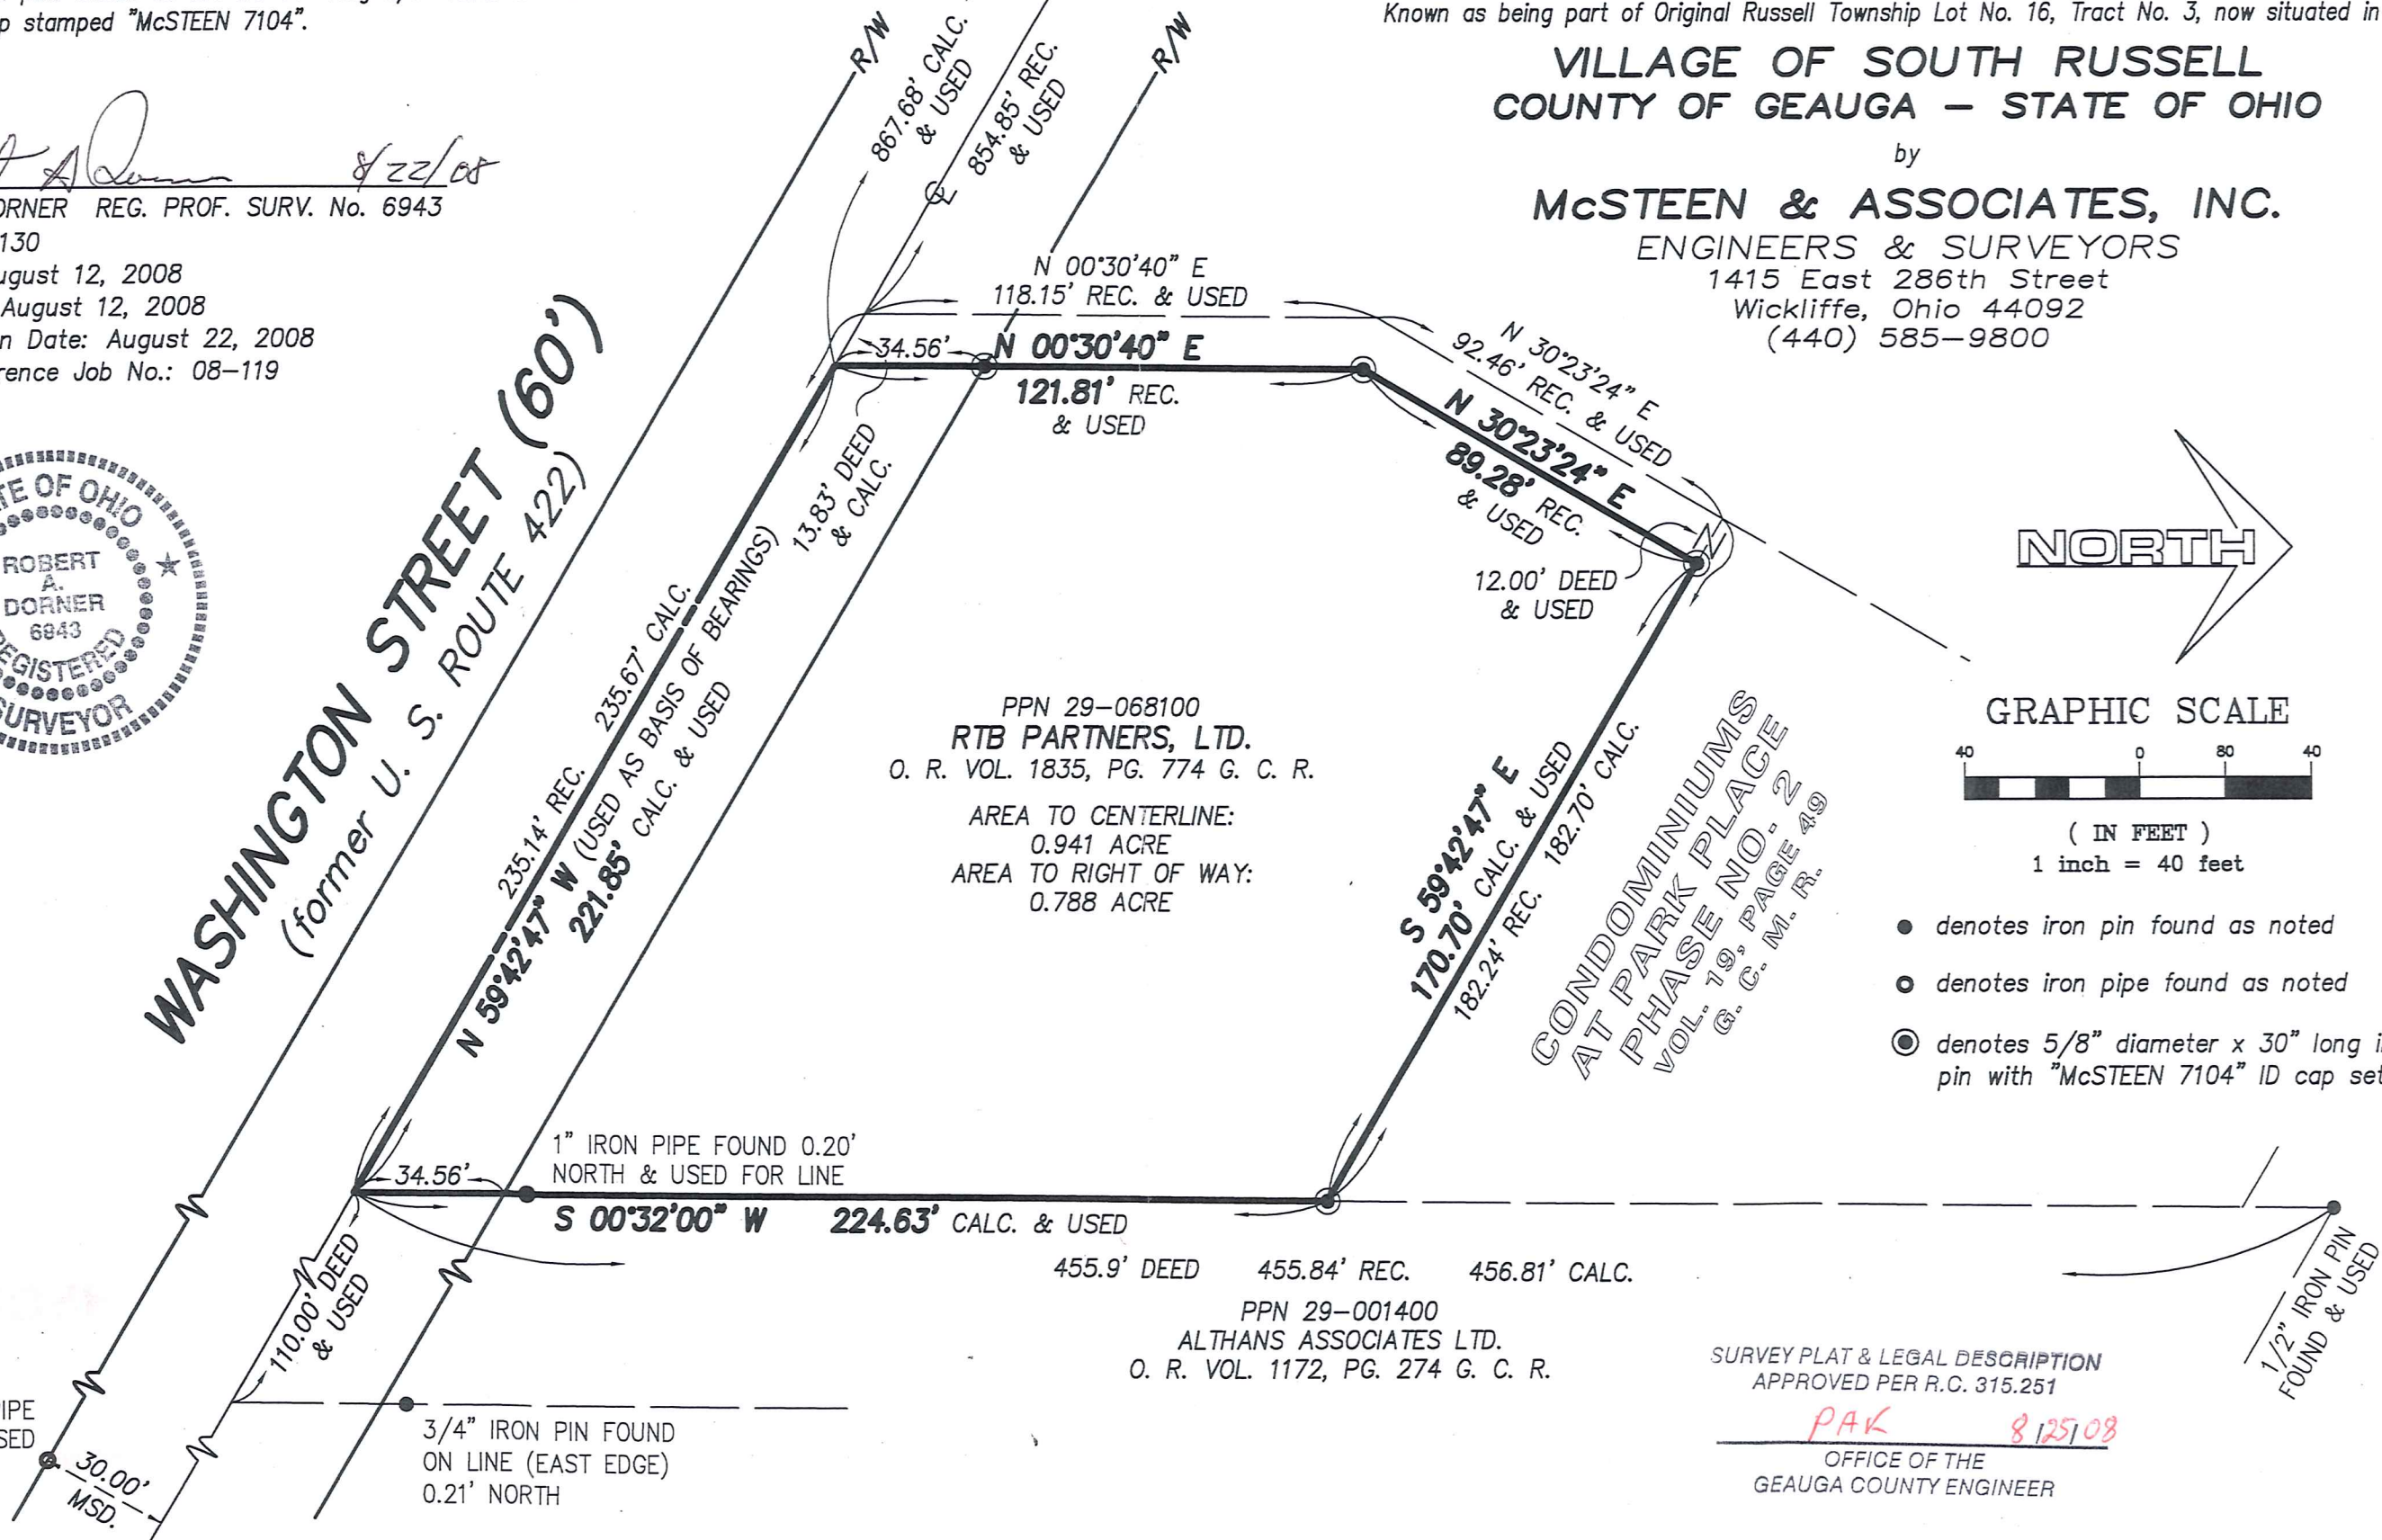 p stamped "McSTEEN 7104".
8/22/08
ORNER REG. PROF. SURV. No. 6943
130
ugust 12, 2008
August 12, 2008
n Date: August 22, 2008
rence Job No.: 08-119
TE OF OHIO
ROBERT
A.
DORNER
6943
REGISTERED
SURVEYOR
Known as being part of Original Russell Township Lot No. 16, Tract No. 3, now situated in
VILLAGE OF SOUTH RUSSELL
COUNTY OF GEAUGA – STATE OF OHIO
by
McSTEEN & ASSOCIATES, INC.
ENGINEERS & SURVEYORS
1415 East 286th Street
Wickliffe, Ohio 44092
(440) 585-9800
R/W
867.68' CALC.
& USED
854.85' REC.
& USED
R/W
N 00°30'40" E
118.15' REC. & USED
34.56'
N 00°30'40" E
121.81' REC.
& USED
N 30°23'24" E
92.46' REC. & USED
N 30°23'24" E
89.28' REC.
& USED
12.00' DEED
& USED
13.83' DEED
& CALC.
WASHINGTON STREET (60')
(former U. S. ROUTE 422)
235.14' REC.
235.67' CALC.
N 59°42'47" W (USED AS BASIS OF BEARINGS)
221.85' CALC. & USED
PPN 29-068100
RTB PARTNERS, LTD.
O. R. VOL. 1835, PG. 774 G. C. R.
AREA TO CENTERLINE:
0.941 ACRE
AREA TO RIGHT OF WAY:
0.788 ACRE
S 59°42'47" E
170.70' CALC. & USED
182.24' REC.
182.70' CALC.
CONDOMINIUMS
AT PARK PLACE
PHASE NO. 2
VOL. 19, PAGE 49
G. C. M. R.
NORTH
GRAPHIC SCALE
40 0 80 40
( IN FEET )
1 inch = 40 feet
denotes iron pin found as noted
denotes iron pipe found as noted
denotes 5/8" diameter x 30" long i
pin with "McSTEEN 7104" ID cap set
34.56'
1" IRON PIPE FOUND 0.20'
NORTH & USED FOR LINE
S 00°32'00" W 224.63' CALC. & USED
455.9' DEED 455.84' REC. 456.81' CALC.
PPN 29-001400
ALTHANS ASSOCIATES LTD.
O. R. VOL. 1172, PG. 274 G. C. R.
110.00' DEED
& USED
1/2" IRON PIN
FOUND & USED
IPE
SED
30.00'
MSD.
3/4" IRON PIN FOUND
ON LINE (EAST EDGE)
0.21' NORTH
SURVEY PLAT & LEGAL DESCRIPTION
APPROVED PER R.C. 315.251
PAK 8/25/08
OFFICE OF THE
GEAUGA COUNTY ENGINEER